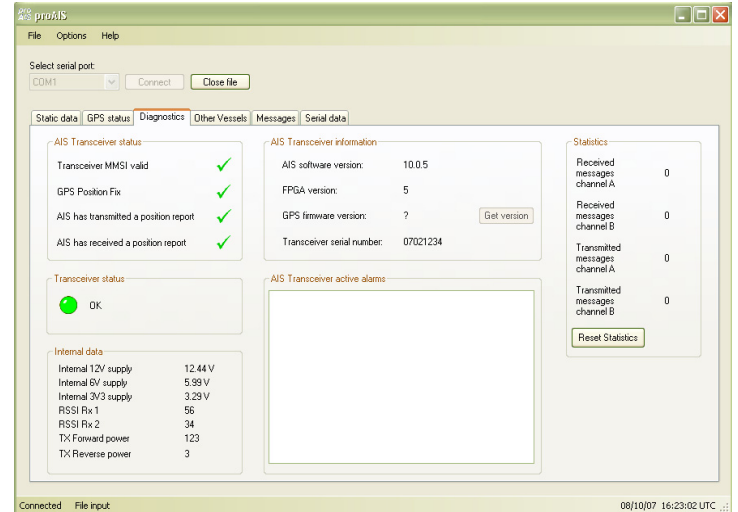 proAIS
File Options Help
Select serial port:
COM1 Connect Close file
Static data GPS status Diagnostics Other Vessels Messages Serial data
AIS Transceiver status
Transceiver MMSI valid
GPS Position Fix
AIS has transmitted a position report
AIS has received a position report
Transceiver status
OK
Internal data
Internal 12V supply 12.44 V
Internal 6V supply 5.99 V
Internal 3V3 supply 3.29 V
RSSI Rx 1 56
RSSI Rx 2 34
TX Forward power 123
TX Reverse power 3
AIS Transceiver information
AIS software version: 10.0.5
FPGA version: 5
GPS firmware version: ? Get version
Transceiver serial number: 07021234
AIS Transceiver active alarms
Statistics
Received
messages 0
channel A
Received
messages 0
channel B
Transmitted
messages 0
channel A
Transmitted
messages 0
channel B
Reset Statistics
Connected File input 08/10/07 16:23:02 UTC